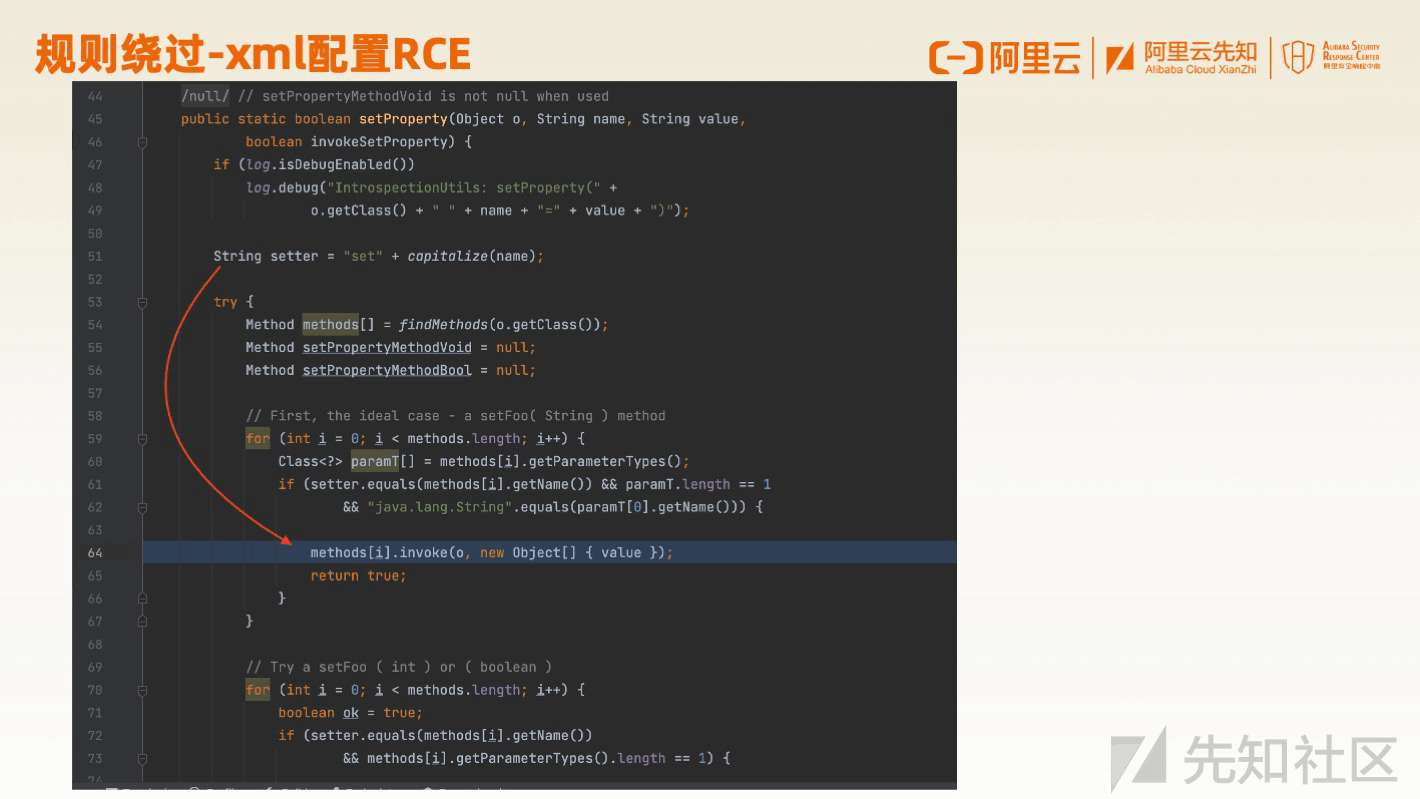 规则绕过-xml配置RCE
阿里云
阿里云先知
Alibaba Cloud XianZhi
ALIBABA SECURITY
RESPONSE CENTER
阿里安全响应中心
44 /null/ // setPropertyMethodVoid is not null when used
45 public static boolean setProperty(Object o, String name, String value,
46 boolean invokeSetProperty) {
47 if (log.isDebugEnabled())
48 log.debug("IntrospectionUtils: setProperty(" +
49 o.getClass() + " " + name + "=" + value + ")");
50
51 String setter = "set" + capitalize(name);
52
53 try {
54 Method methods[] = findMethods(o.getClass());
55 Method setPropertyMethodVoid = null;
56 Method setPropertyMethodBool = null;
57
58 // First, the ideal case - a setFoo( String ) method
59 for (int i = 0; i < methods.length; i++) {
60 Class<?> paramT[] = methods[i].getParameterTypes();
61 if (setter.equals(methods[i].getName()) && paramT.length == 1
62 && "java.lang.String".equals(paramT[0].getName())) {
63
64 methods[i].invoke(o, new Object[] { value });
65 return true;
66 }
67 }
68
69 // Try a setFoo ( int ) or ( boolean )
70 for (int i = 0; i < methods.length; i++) {
71 boolean ok = true;
72 if (setter.equals(methods[i].getName())
73 && methods[i].getParameterTypes().length == 1) {
74
先知社区